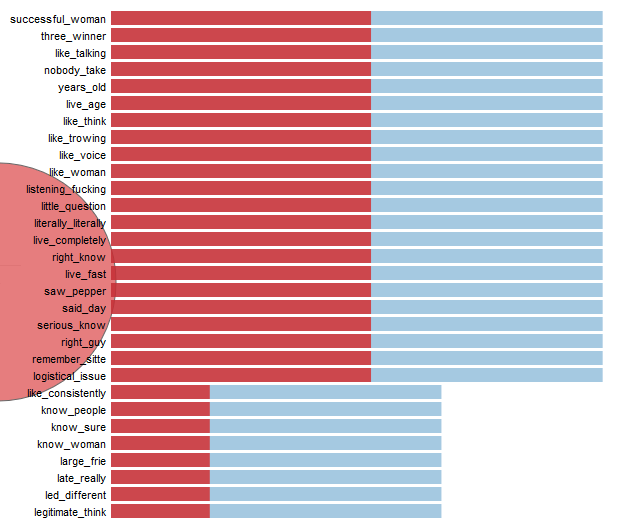 successful_woman
three_winner
like_talking
nobody_take
years_old
live_age
like_think
like_trowing
like_voice
like_woman
listening_fucking
little_question
literally_literally
live_completely
right_know
live_fast
saw_pepper
said_day
serious_know
right_guy
remember_sitte
logistical_issue
like_consistently
know_people
know_sure
know_woman
large_frie
late_really
led_different
legitimate_think